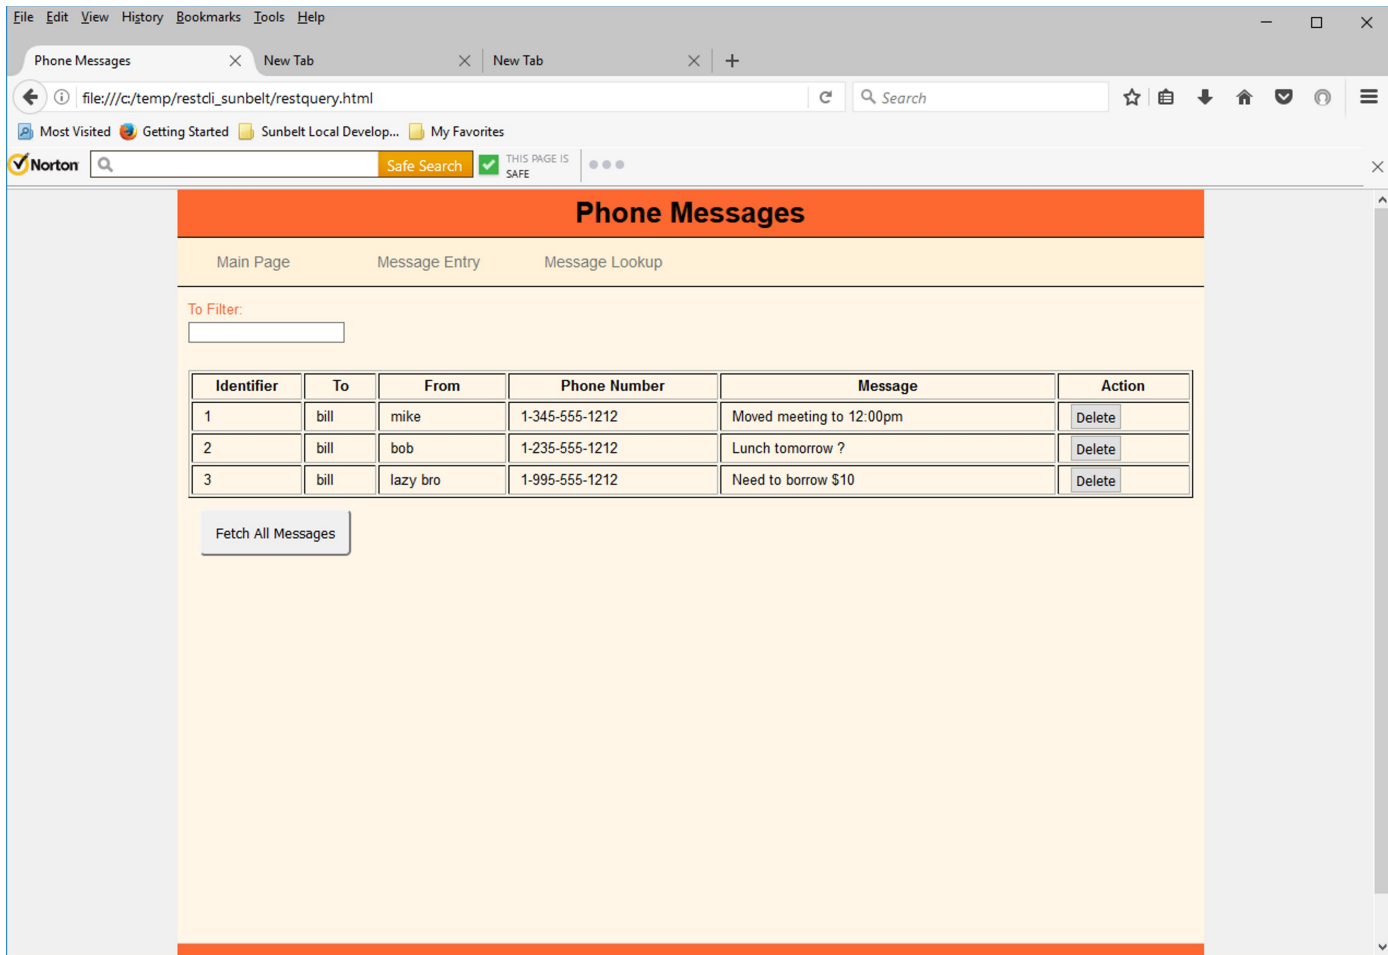 File Edit View History Bookmarks Tools Help
Phone Messages New Tab New Tab
file:///c:/temp/restcli_sunbelt/restquery.html Search
Most Visited Getting Started Sunbelt Local Develop... My Favorites
Norton Safe Search THIS PAGE IS
SAFE
Phone Messages
Main Page Message Entry Message Lookup
To Filter:
Identifier To From Phone Number Message Action
1 bill mike 1-345-555-1212 Moved meeting to 12:00pm Delete
2 bill bob 1-235-555-1212 Lunch tomorrow ? Delete
3 bill lazy bro 1-995-555-1212 Need to borrow $10 Delete
Fetch All Messages